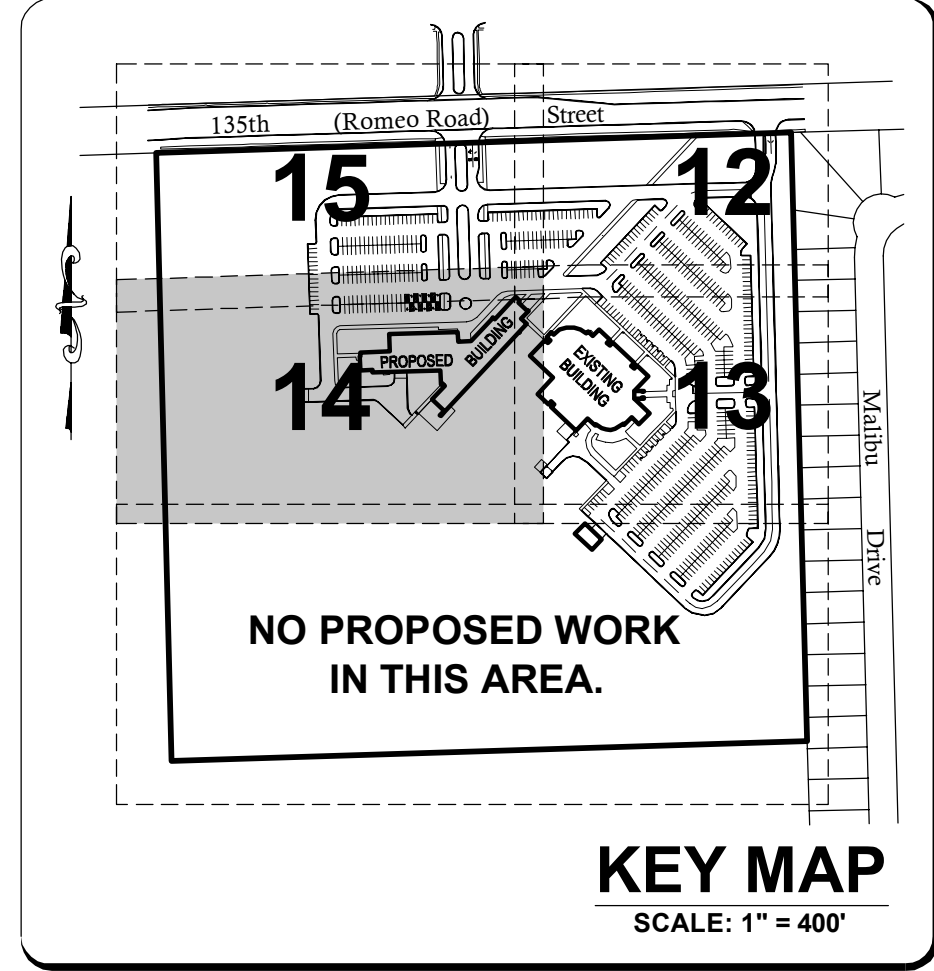 135th (Romeo Road) Street
15
12
PROPOSED
BUILDING
EXISTING
BUILDING
14
13
Malibu Drive
NO PROPOSED WORK
IN THIS AREA.
KEY MAP
SCALE: 1" = 400'